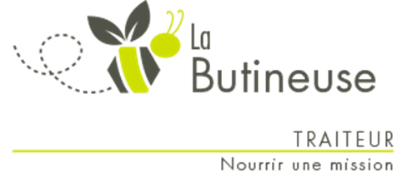 La
Butineuse
TRAITEUR
Nourrir une mission